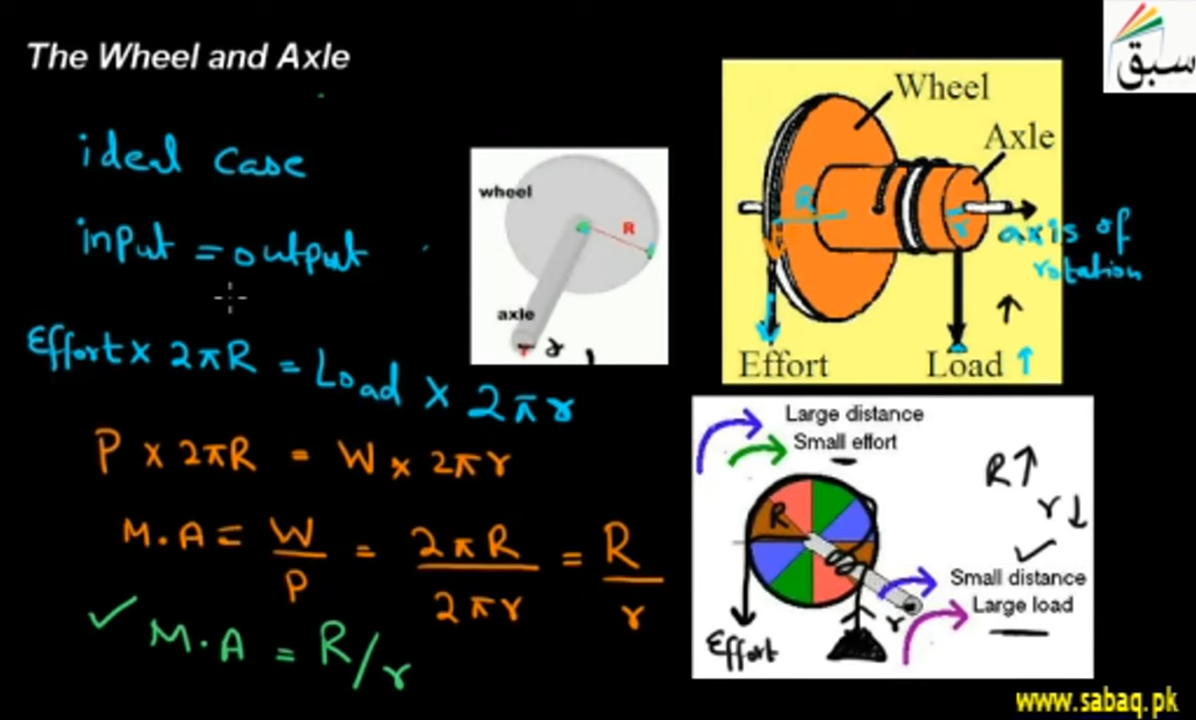 The Wheel and Axle
سبق
ideal case
input = output
Effort x 2πR = Load x 2πr
P x 2πR = W x 2πr
M.A = W/P = 2πR/2πr = R/r
✓ M.A = R/r
wheel
R
axle
r
Wheel
Axle
R
r
axis of
rotation
Effort
Load ↑
Large distance
Small effort
R↑
r↓
R
✓
Small distance
Large load
r
Effort
www.sabaq.pk